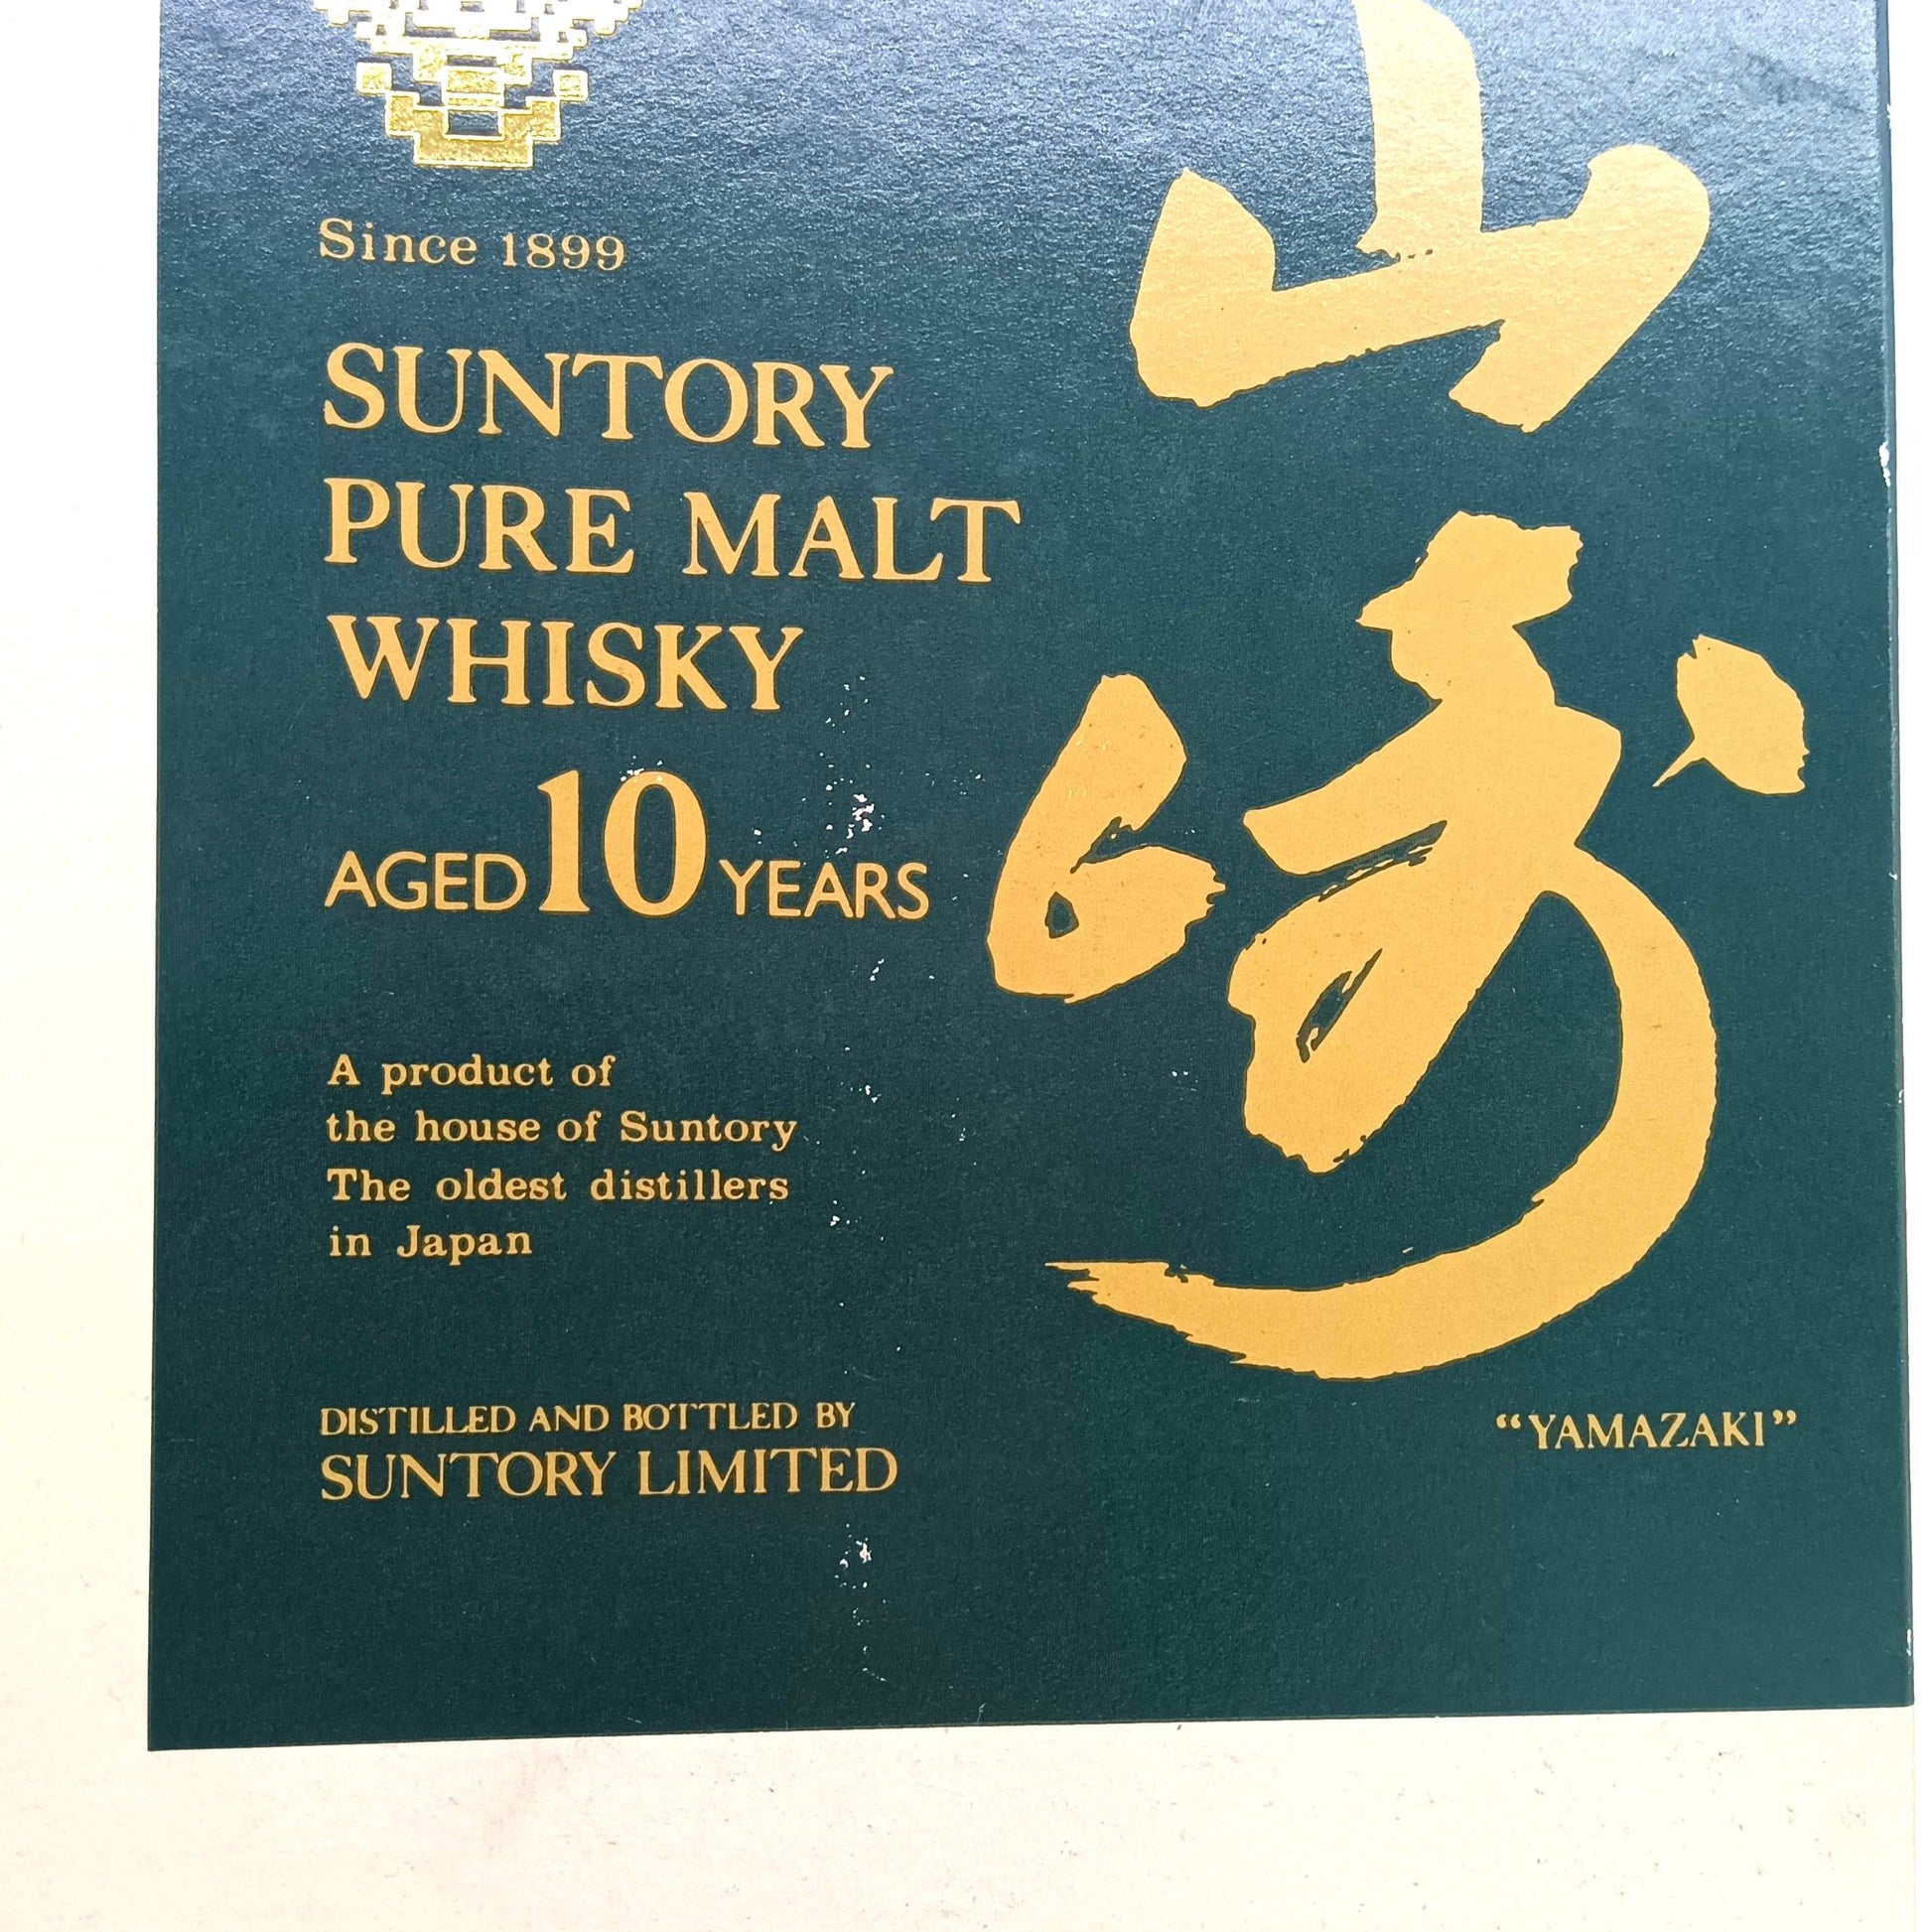 Since 1899
SUNTORY
PURE MALT
WHISKY
AGED 10 YEARS
A product of
the house of Suntory
The oldest distillers
in Japan
DISTILLED AND BOTTLED BY
SUNTORY LIMITED
山崎
“YAMAZAKI”